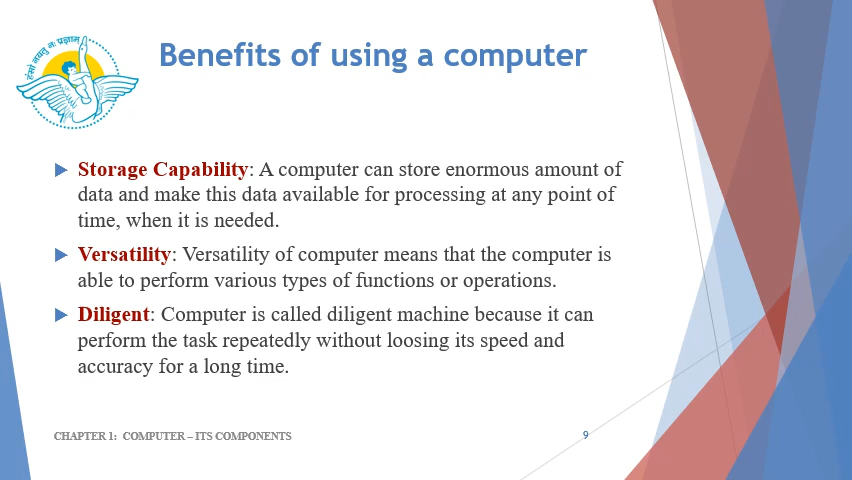 हंसो नयतु नः प्रज्ञाम्
Benefits of using a computer
Storage Capability: A computer can store enormous amount of
data and make this data available for processing at any point of
time, when it is needed.
Versatility: Versatility of computer means that the computer is
able to perform various types of functions or operations.
Diligent: Computer is called diligent machine because it can
perform the task repeatedly without loosing its speed and
accuracy for a long time.
CHAPTER 1: COMPUTER – ITS COMPONENTS
9